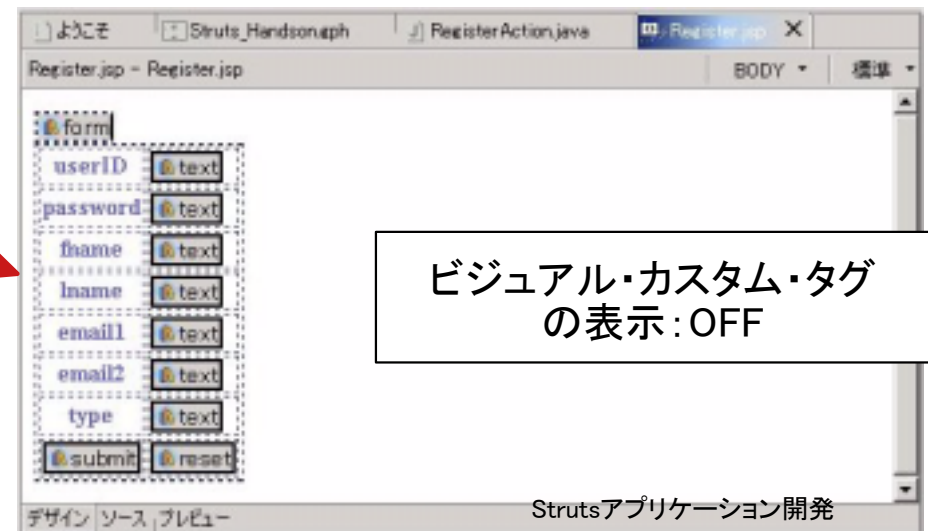 ようこそ Struts_Handson.gph RegisterAction.java Register.jsp
Register.jsp - Register.jsp BODY 標準
form
userID text
password text
fname text
lname text
email1 text
email2 text
type text
submit reset
ビジュアル・カスタム・タグ
の表示：OFF
デザイン ソース プレビュー
Strutsアプリケーション開発